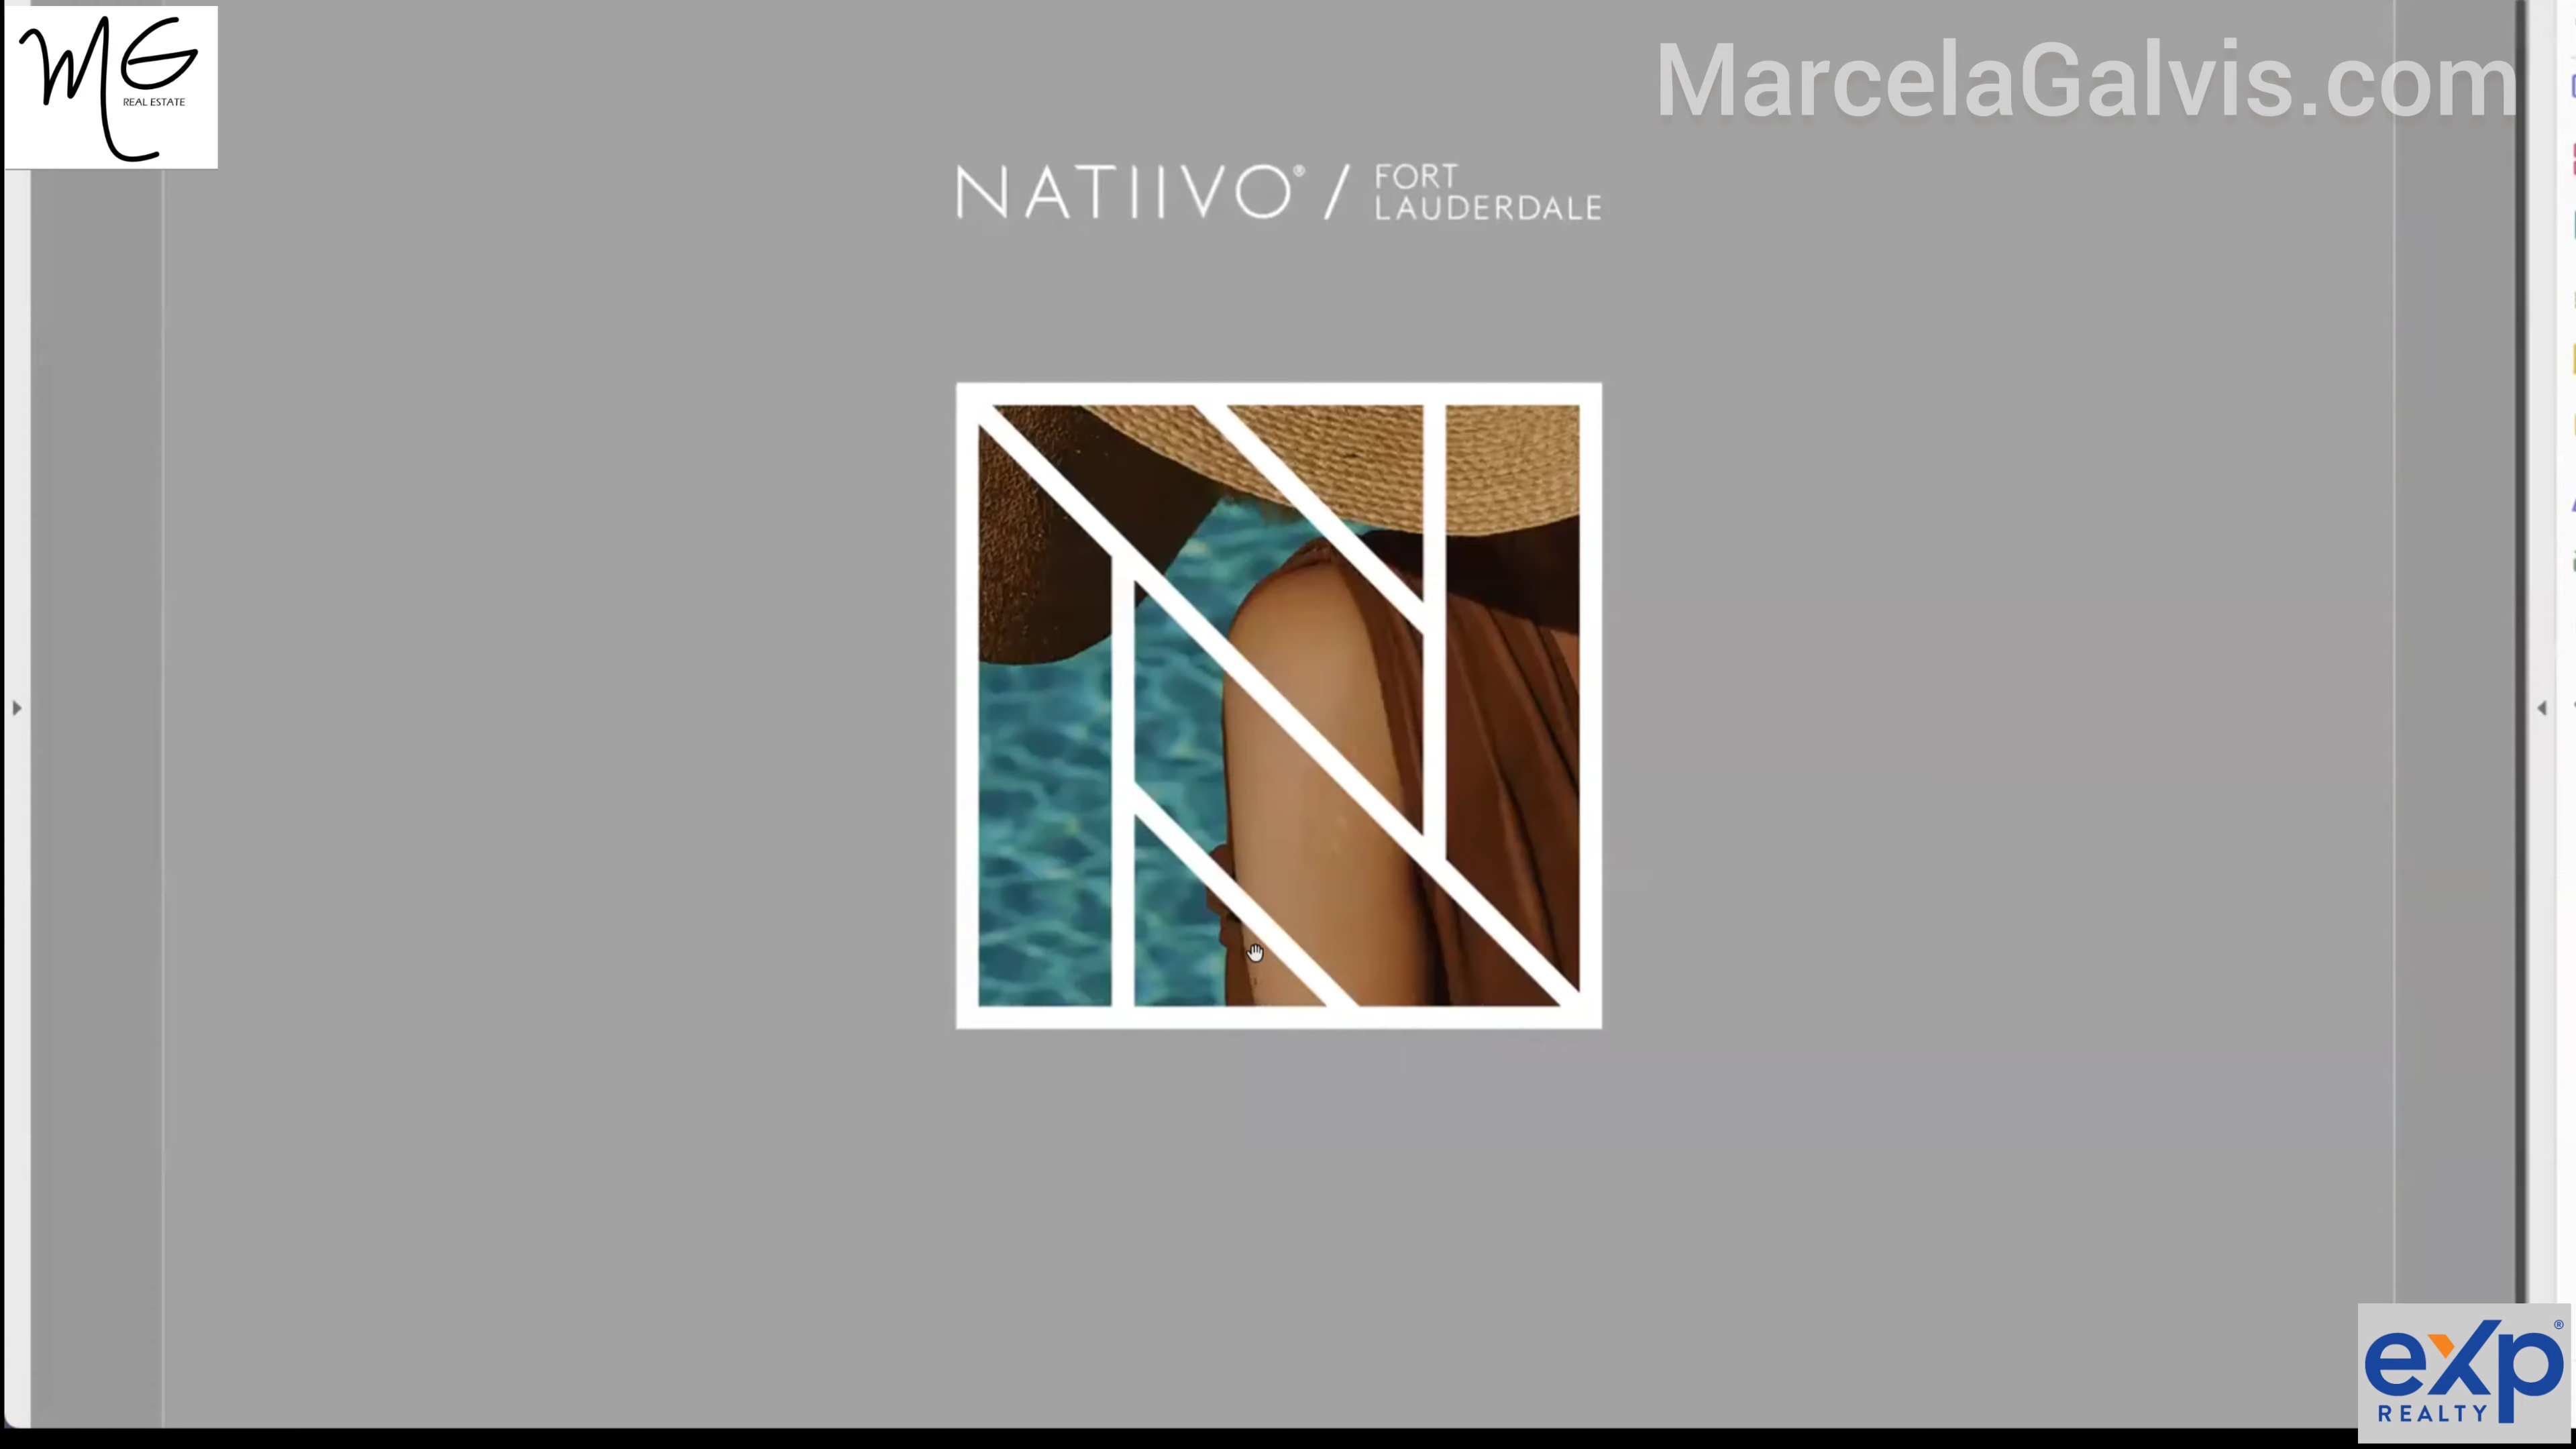 MG
REAL ESTATE
MarcelaGalvis.com
NATIIVO® / FORT LAUDERDALE
eXp®
REALTY